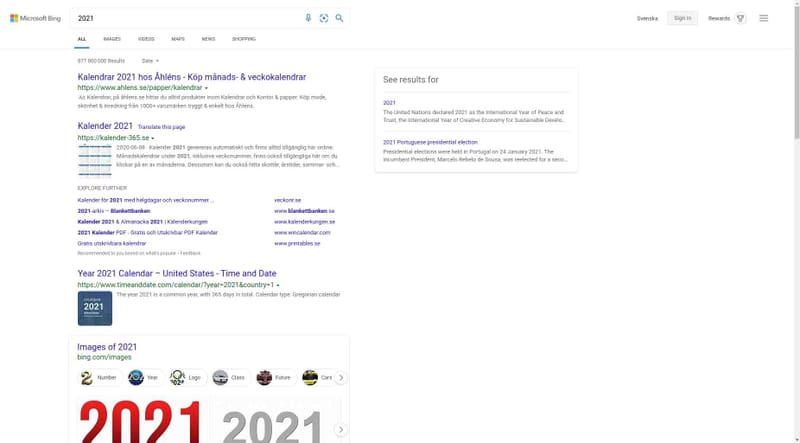 Microsoft Bing
2021
Svenska
Sign in
Rewards
ALL
IMAGES
VIDEOS
MAPS
NEWS
SHOPPING
877 000 000 Results
Date
Kalendrar 2021 hos Åhléns - Köp månads- & veckokalendrar
https://www.ahlens.se/papper/kalendrar
Ad Kalendrar, på åhlens.se hittar du alltid produkter inom Kalendrar och Kontor & papper. Köp mode,
skönhet & inredning från 1000+ varumärken tryggt & enkelt hos Åhléns.
Kalender 2021 Translate this page
https://kalender-365.se
2020-06-08 · Kalender 2021 genereras automatiskt och finns alltid tillgänglig här online.
Månadskalendrar under 2021, inklusive veckonummer, finns också tillgängliga här om du
klickar på en av månaderna. Dessutom kan du också hitta skottår, årstider, sommar- och...
EXPLORE FURTHER
Kalender för 2021 med helgdagar och veckonummer ...
veckonr.se
2021-arkiv – Blankettbanken
www.blankettbanken.se
Kalender 2021 & Almanacka 2021 | Kalenderkungen
www.kalenderkungen.se
2021 Kalender PDF - Gratis och Utskrivbar PDF Kalendar
www.wincalendar.com
Gratis utskrivbara kalendrar
www.printables.se
Recommended to you based on what's popular • Feedback
Year 2021 Calendar – United States - Time and Date
https://www.timeanddate.com/calendar/?year=2021&country=1
The year 2021 is a common year, with 365 days in total. Calendar type: Gregorian calendar
2021
Images of 2021
bing.com/images
Number
Year
Logo
Class
Future
Cars
2021
2021
See results for
2021
The United Nations declared 2021 as the International Year of Peace and
Trust, the International Year of Creative Economy for Sustainable Develo...
2021 Portuguese presidential election
Presidential elections were held in Portugal on 24 January 2021. The
incumbent President, Marcelo Rebelo de Sousa, was reelected for a seco...